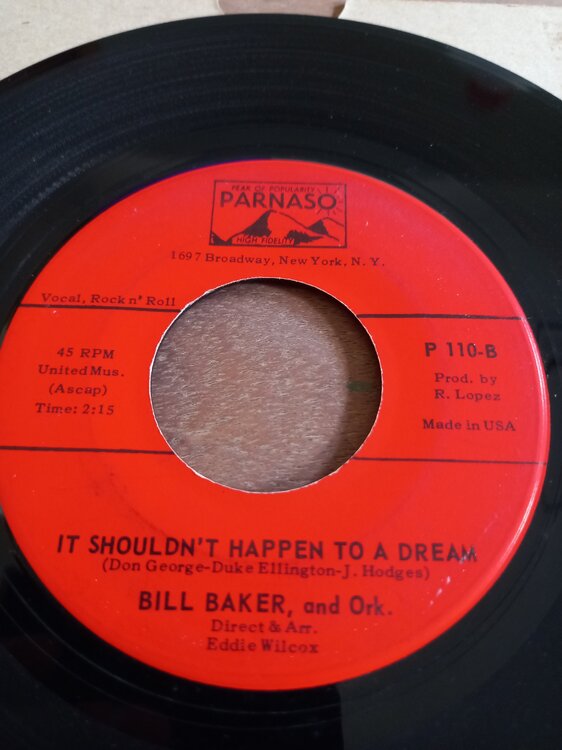 PEAK OF POPULARITY
PARNASO
HIGH FIDELITY
1697 Broadway, New York, N. Y.
Vocal, Rock n' Roll
45 RPM
United Mus.
(Ascap)
Time: 2:15
P 110-B
Prod. by
R. Lopez
Made in USA
IT SHOULDN'T HAPPEN TO A DREAM
(Don George-Duke Ellington-J. Hodges)
BILL BAKER, and Ork.
Direct & Arr.
Eddie Wilcox